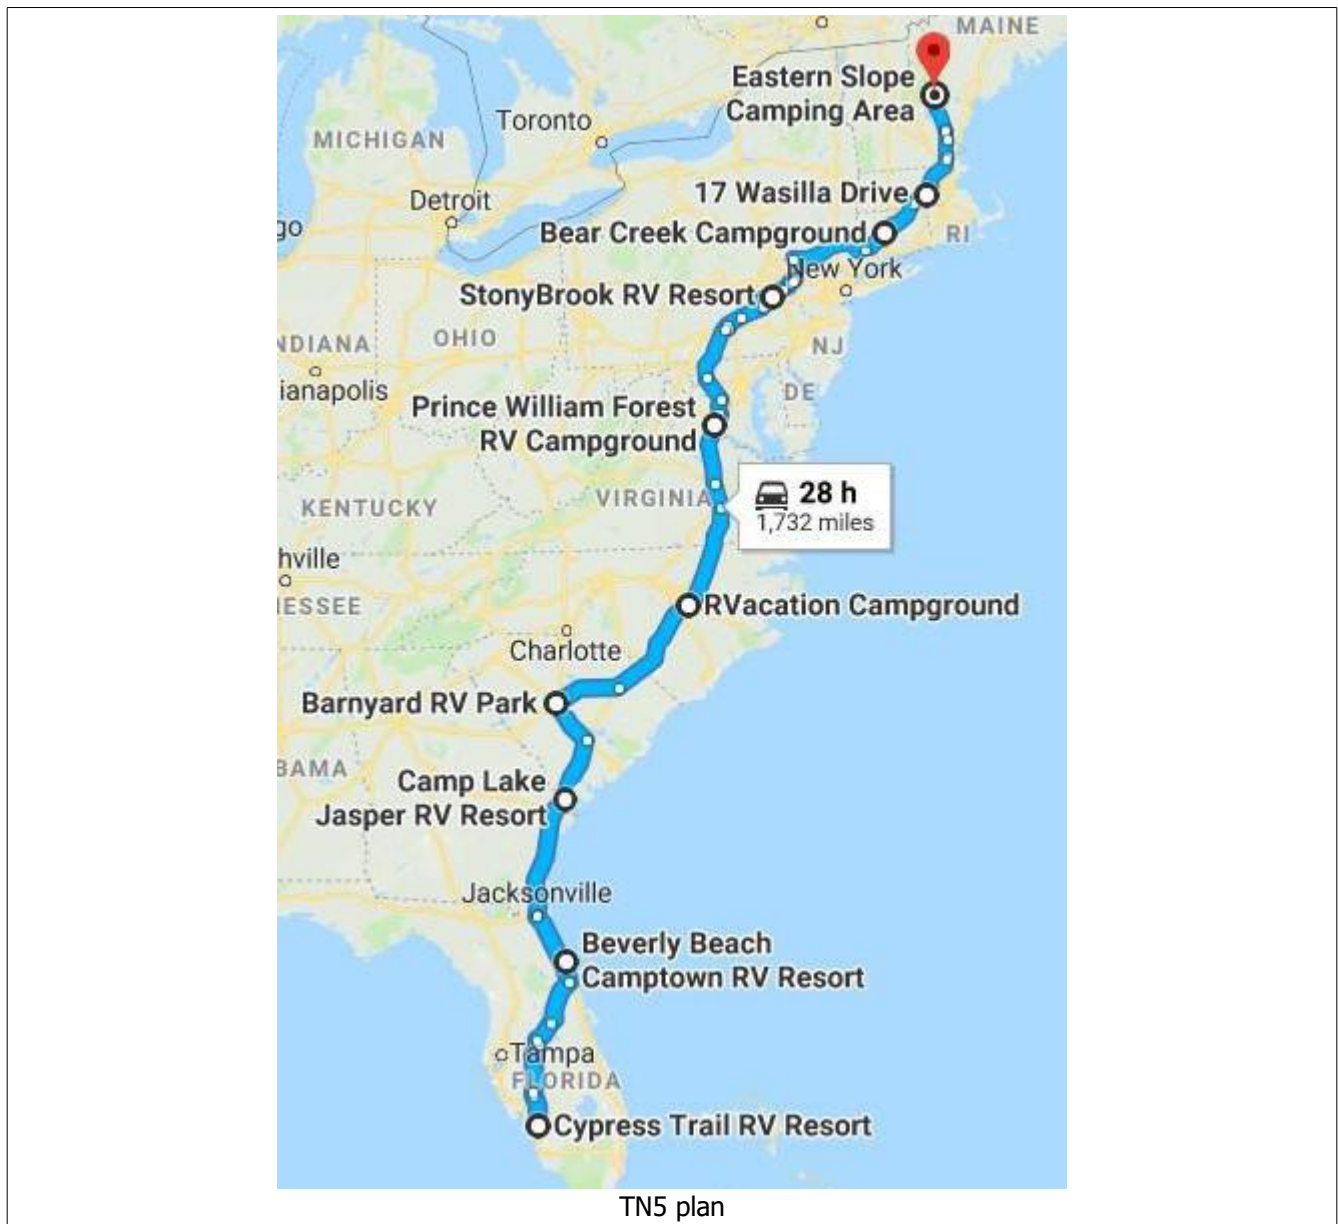 MAINE
Eastern Slope
Camping Area
Toronto
MICHIGAN
Detroit
17 Wasilla Drive
go
Bear Creek Campground
RI
New York
StonyBrook RV Resort
NDIANA
OHIO
NJ
ianapolis
DE
Prince William Forest
RV Campground
28 h
1,732 miles
VIRGINIA
KENTUCKY
hville
ESSEE
RVacation Campground
Charlotte
Barnyard RV Park
BAMA
Camp Lake
Jasper RV Resort
Jacksonville
Beverly Beach
Camptown RV Resort
Tampa
FLORIDA
Cypress Trail RV Resort
TN5 plan